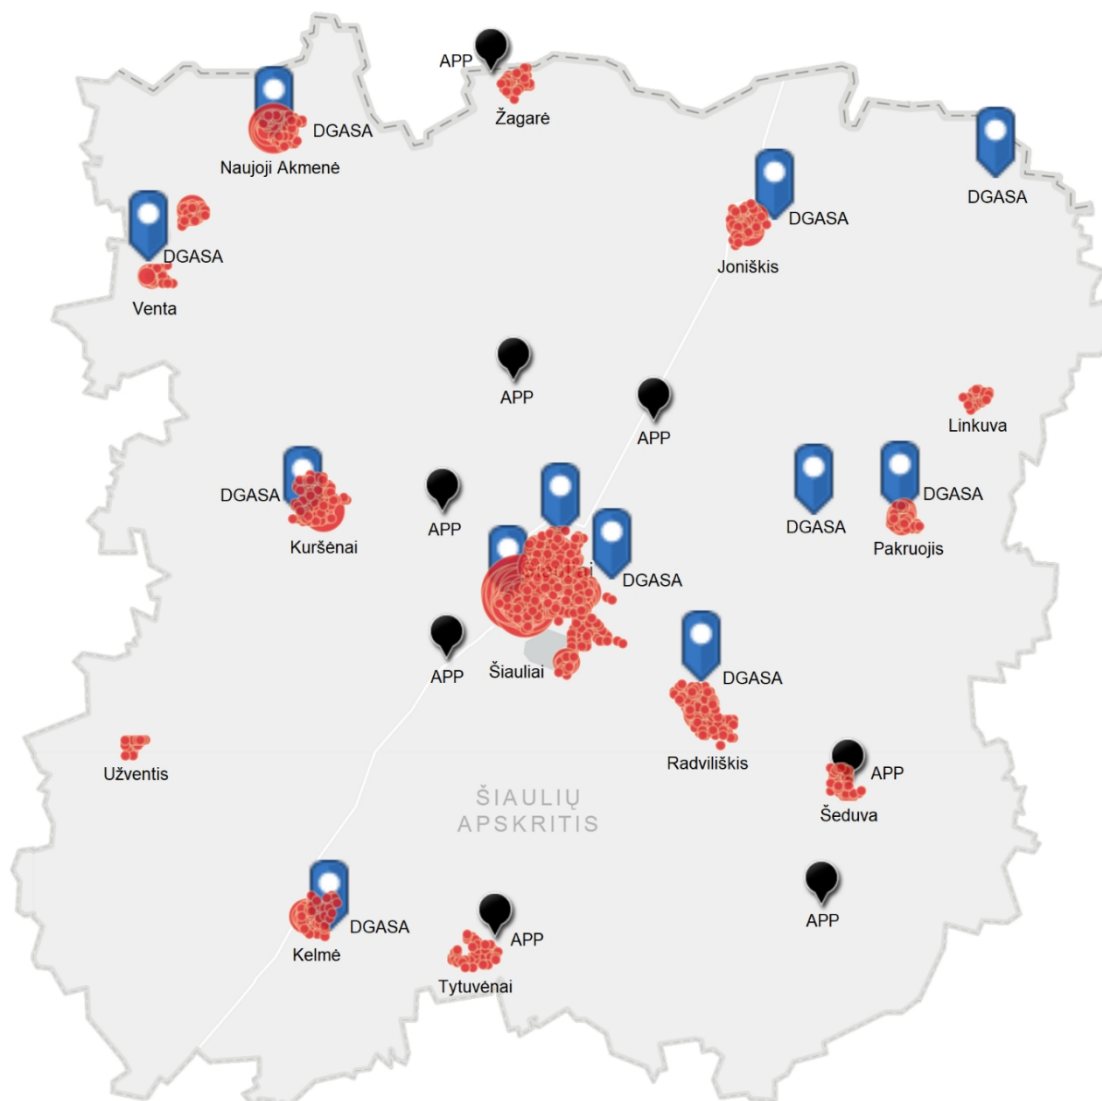 APP
Žagarė
DGASA
Naujoji Akmenė
DGASA
DGASA
Joniškis
DGASA
Venta
APP
APP
Linkuva
DGASA
Kuršėnai
APP
DGASA
Pakruojis
DGASA
DGASA
Šiauliai
APP
DGASA
Radviliškis
Užventis
APP
Šeduva
ŠIAULIŲ
APSKRITIS
APP
DGASA
Kelmė
APP
Tytuvėnai